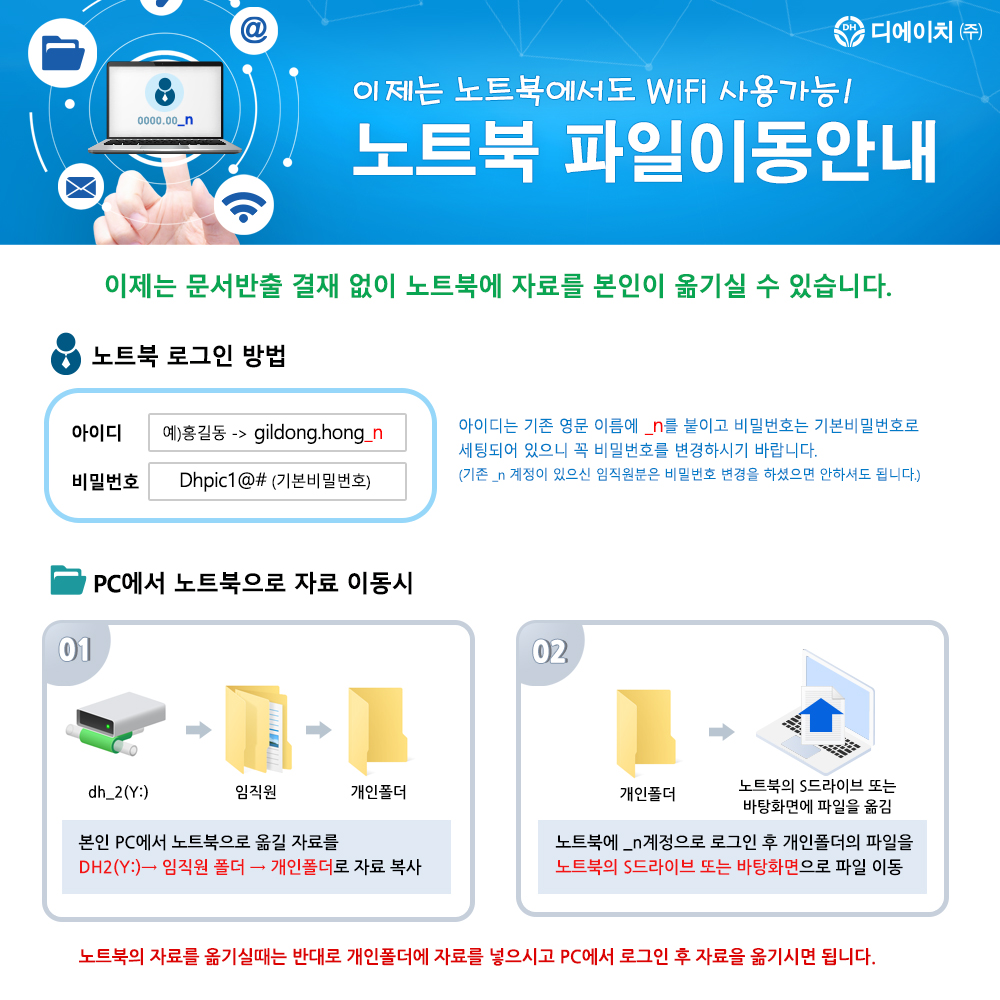 DH 디에이치 (주)
@
0000.00_n
이제는 노트북에서도 WiFi 사용가능!
노트북 파일이동안내
이제는 문서반출 결재 없이 노트북에 자료를 본인이 옮기실 수 있습니다.
노트북 로그인 방법
아이디 예)홍길동 -> gildong.hong_n
비밀번호 Dhpic1@# (기본비밀번호)
아이디는 기존 영문 이름에 _n를 붙이고 비밀번호는 기본비밀번호로
세팅되어 있으니 꼭 비밀번호를 변경하시기 바랍니다.
(기존 _n 계정이 있으신 임직원분은 비밀번호 변경을 하셨으면 안하셔도 됩니다.)
PC에서 노트북으로 자료 이동시
01
dh_2(Y:) 임직원 개인폴더
본인 PC에서 노트북으로 옮길 자료를
DH2(Y:)→ 임직원 폴더 → 개인폴더로 자료 복사
02
개인폴더
노트북의 S드라이브 또는
바탕화면에 파일을 옮김
노트북에 _n계정으로 로그인 후 개인폴더의 파일을
노트북의 S드라이브 또는 바탕화면으로 파일 이동
노트북의 자료를 옮기실때는 반대로 개인폴더에 자료를 넣으시고 PC에서 로그인 후 자료을 옮기시면 됩니다.